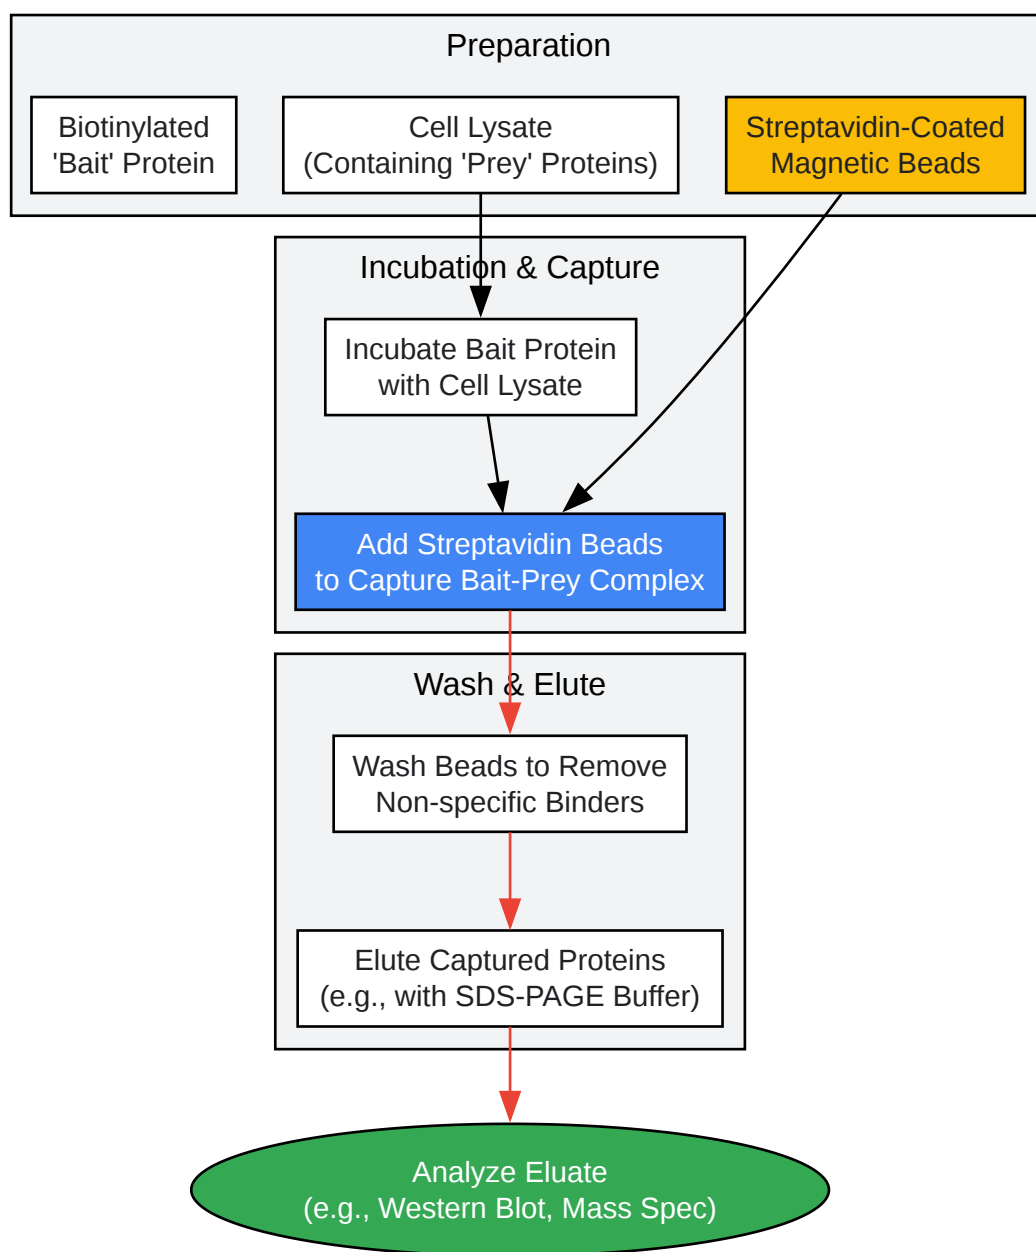 Preparation
Biotinylated
'Bait' Protein
Cell Lysate
(Containing 'Prey' Proteins)
Streptavidin-Coated
Magnetic Beads
Incubation & Capture
Incubate Bait Protein
with Cell Lysate
Add Streptavidin Beads
to Capture Bait-Prey Complex
Wash & Elute
Wash Beads to Remove
Non-specific Binders
Elute Captured Proteins
(e.g., with SDS-PAGE Buffer)
Analyze Eluate
(e.g., Western Blot, Mass Spec)